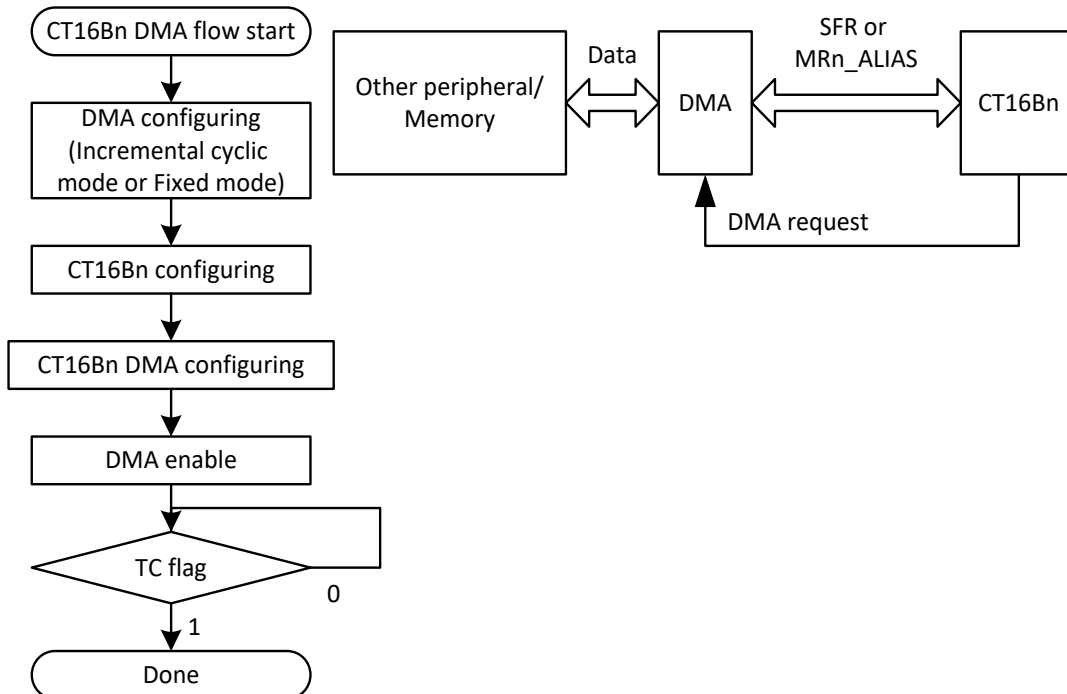 CT16Bn DMA flow start
DMA configuring
(Incremental cyclic
mode or Fixed mode)
CT16Bn configuring
CT16Bn DMA configuring
DMA enable
TC flag
0
1
Done
Other peripheral/
Memory
Data
DMA
SFR or
MRn_ALIAS
CT16Bn
DMA request